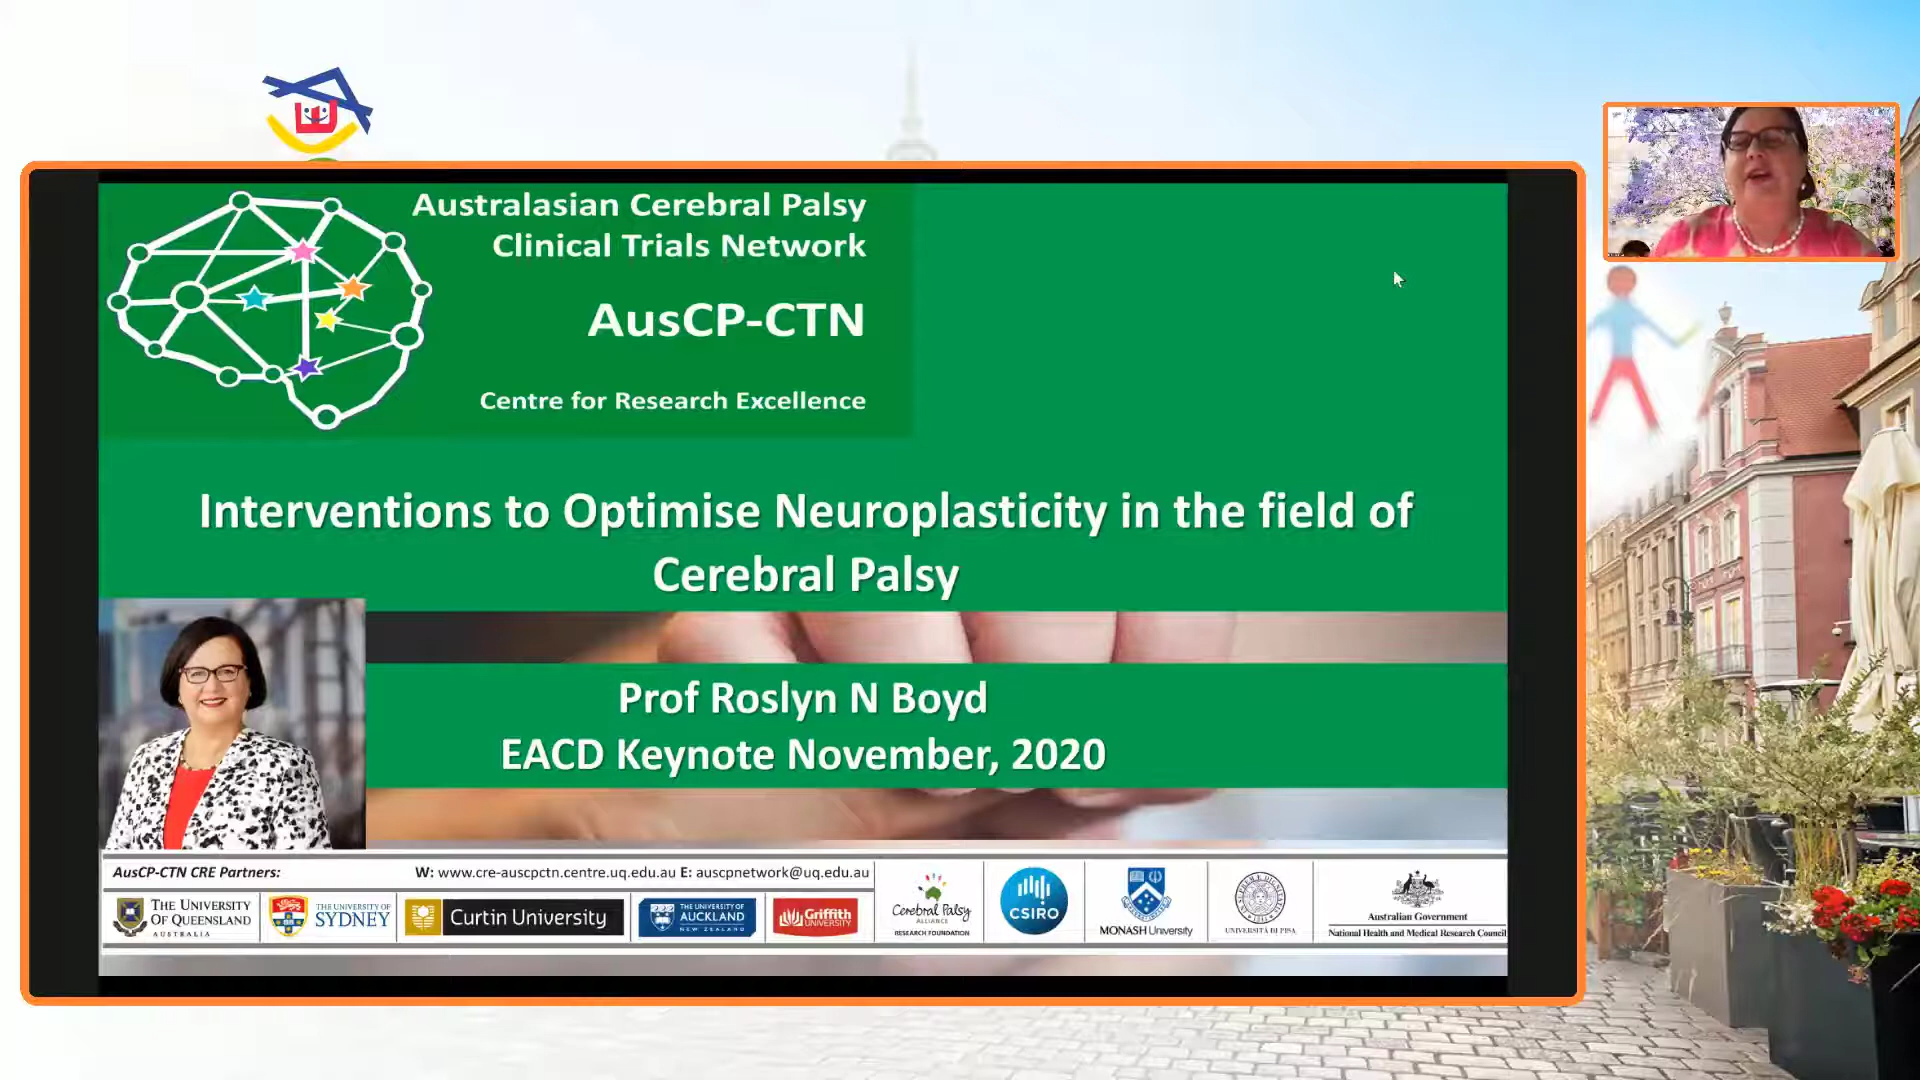 Australasian Cerebral Palsy
Clinical Trials Network
AusCP-CTN
Centre for Research Excellence
Interventions to Optimise Neuroplasticity in the field of
Cerebral Palsy
Prof Roslyn N Boyd
EACD Keynote November, 2020
AusCP-CTN CRE Partners:
W: www.cre-auscpctn.centre.uq.edu.au E: auscpnetwork@uq.edu.au
THE UNIVERSITY
OF QUEENSLAND
AUSTRALIA
THE UNIVERSITY OF
SYDNEY
Curtin University
THE UNIVERSITY OF
AUCKLAND
NEW ZEALAND
Griffith
UNIVERSITY
Cerebral Palsy
ALLIANCE
RESEARCH FOUNDATION
CSIRO
MONASH University
UNIVERSITÀ DI PISA
Australian Government
National Health and Medical Research Council